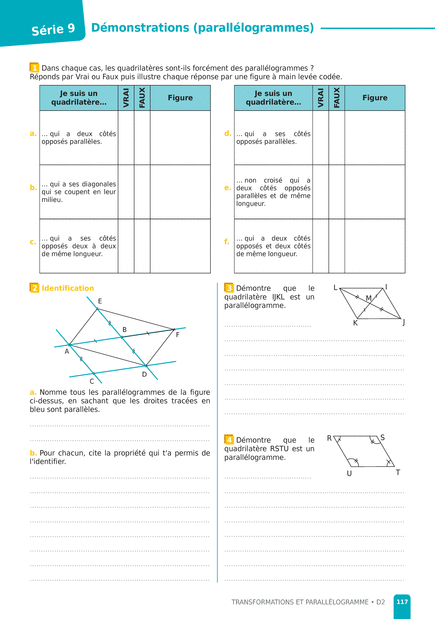 Série 9
Démonstrations (parallélogrammes)
1 Dans chaque cas, les quadrilatères sont-ils forcément des parallélogrammes ?
Réponds par Vrai ou Faux puis illustre chaque réponse par une figure à main levée codée.
Je suis un
quadrilatère...
VRAI
FAUX
Figure
a. ... qui a deux côtés
opposés parallèles.
b. ... qui a ses diagonales
qui se coupent en leur
milieu.
c. ... qui a ses côtés
opposés deux à deux
de même longueur.
Je suis un
quadrilatère...
VRAI
FAUX
Figure
d. ... qui a ses côtés
opposés parallèles.
e. ... non croisé qui a
deux côtés opposés
parallèles et de même
longueur.
f. ... qui a deux côtés
opposés et deux côtés
de même longueur.
2 Identification
E
B
F
A
D
C
a. Nomme tous les parallélogrammes de la figure
ci-dessus, en sachant que les droites tracées en
bleu sont parallèles.
b. Pour chacun, cite la propriété qui t'a permis de
l'identifier.
3 Démontre que le
quadrilatère IJKL est un
parallélogramme.
L
I
M
K
J
4 Démontre que le
quadrilatère RSTU est un
parallélogramme.
R
S
U
T
TRANSFORMATIONS ET PARALLÉLOGRAMME • D2
117